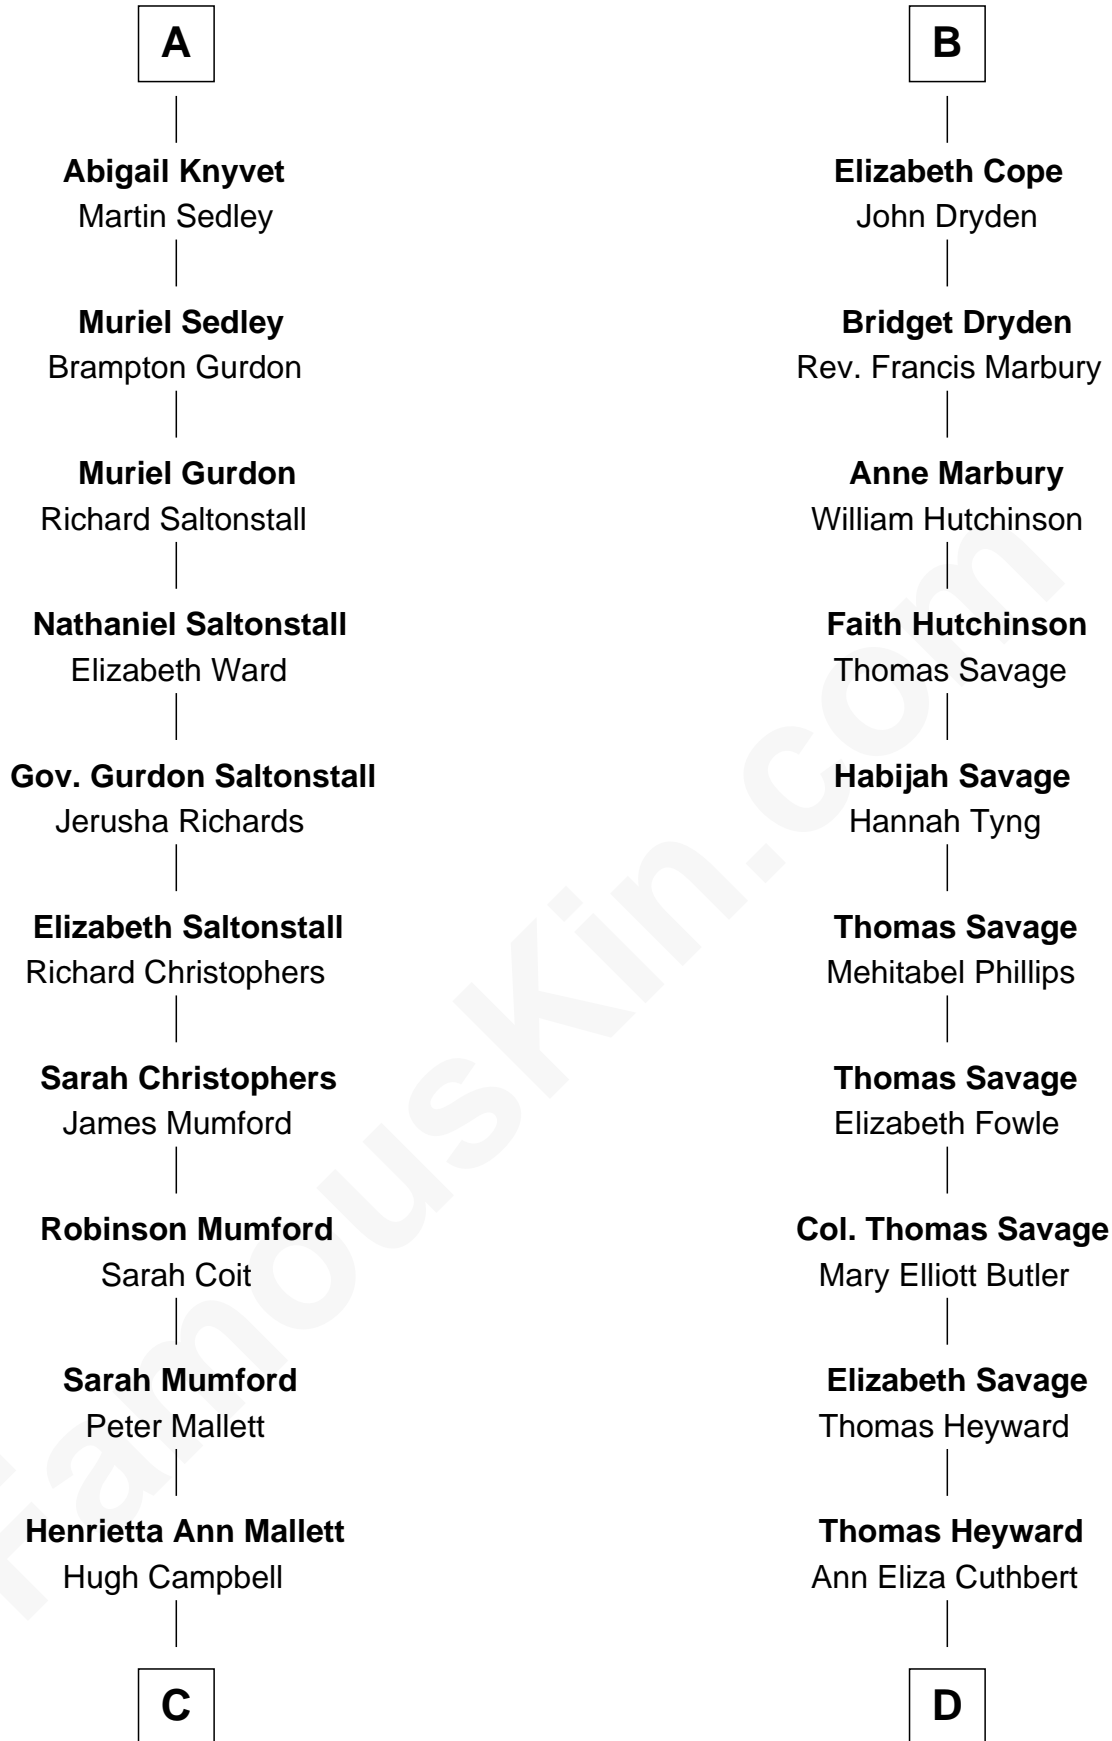 A
Abigail Knyvet
Martin Sedley
Muriel Sedley
Brampton Gurdon
Muriel Gurdon
Richard Saltonstall
Nathaniel Saltonstall
Elizabeth Ward
Gov. Gurdon Saltonstall
Jerusha Richards
Elizabeth Saltonstall
Richard Christophers
Sarah Christophers
James Mumford
Robinson Mumford
Sarah Coit
Sarah Mumford
Peter Mallett
Henrietta Ann Mallett
Hugh Campbell
C
B
Elizabeth Cope
John Dryden
Bridget Dryden
Rev. Francis Marbury
Anne Marbury
William Hutchinson
Faith Hutchinson
Thomas Savage
Habijah Savage
Hannah Tyng
Thomas Savage
Mehitabel Phillips
Thomas Savage
Elizabeth Fowle
Col. Thomas Savage
Mary Elliott Butler
Elizabeth Savage
Thomas Heyward
Thomas Heyward
Ann Eliza Cuthbert
D
FamousKin.com